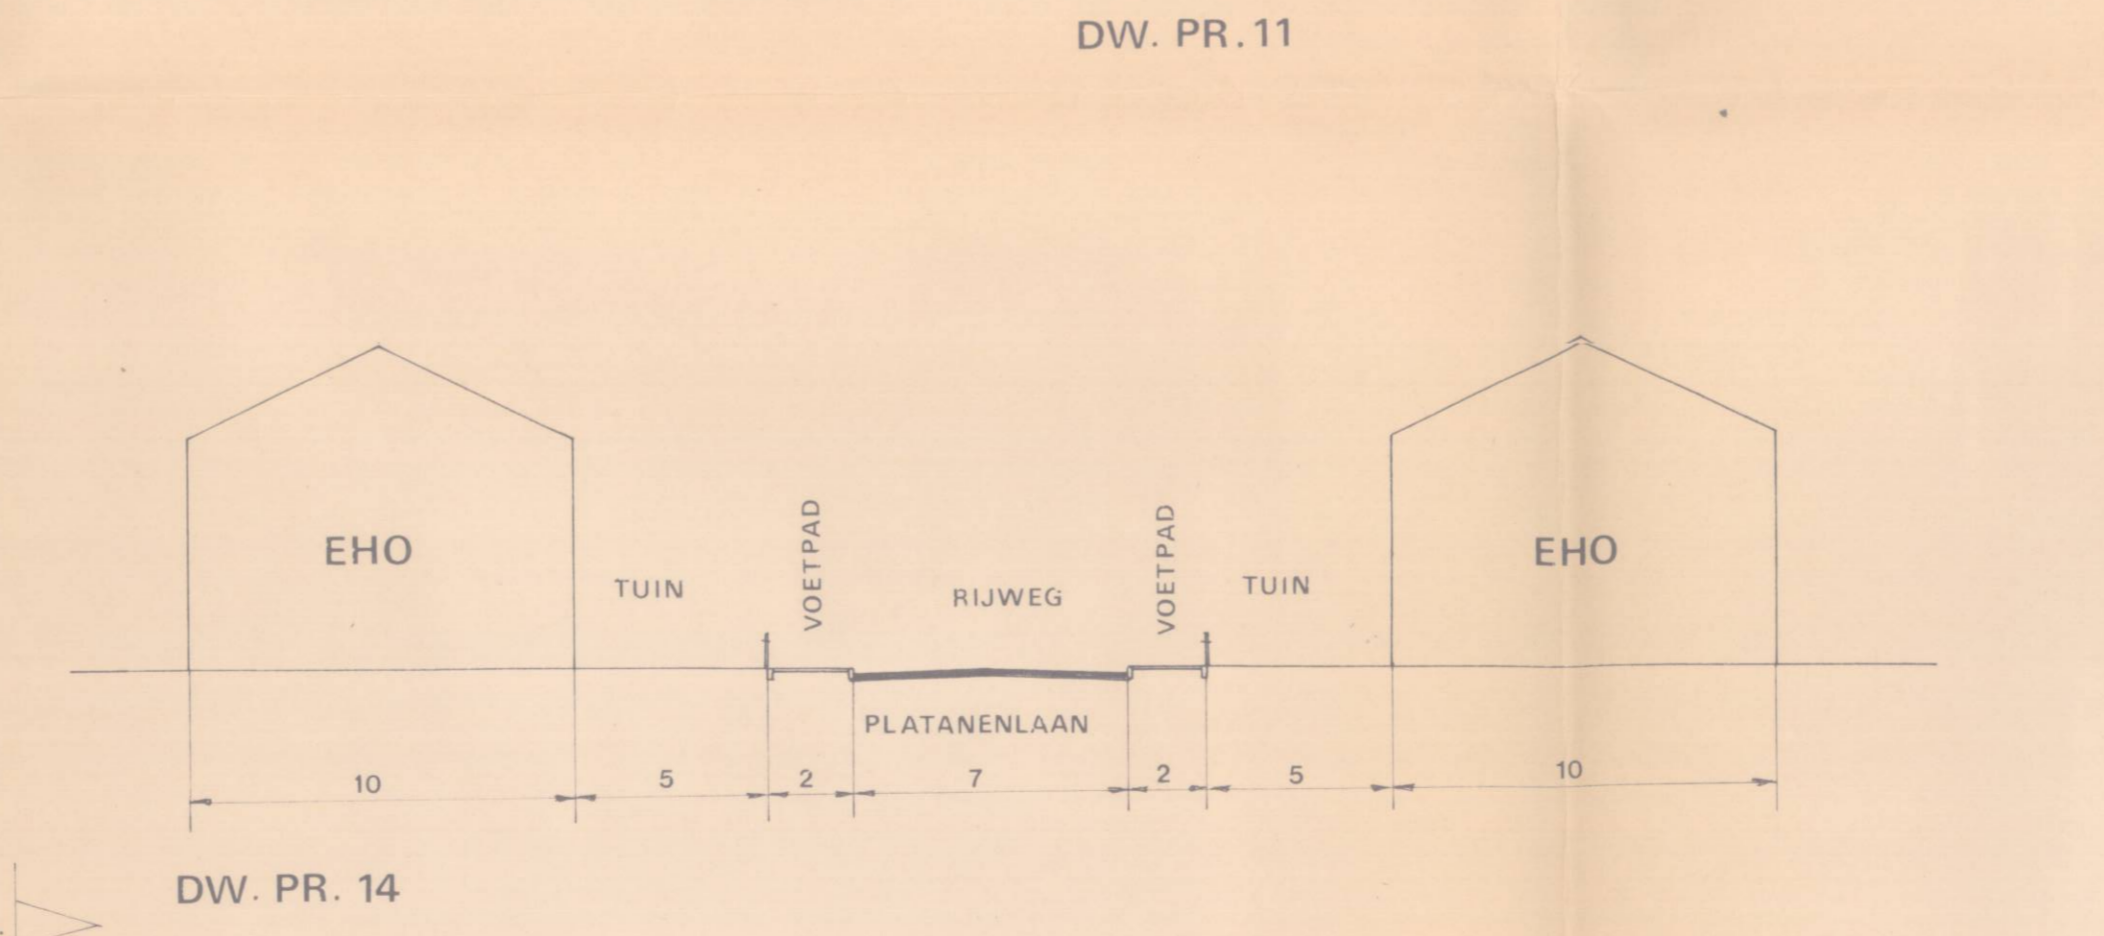 DW. PR. 11
EHO
TUIN
VOETPAD
RIJWEG
VOETPAD
TUIN
EHO
PLATANENLAAN
10 5 2 7 2 5 10
DW. PR. 14